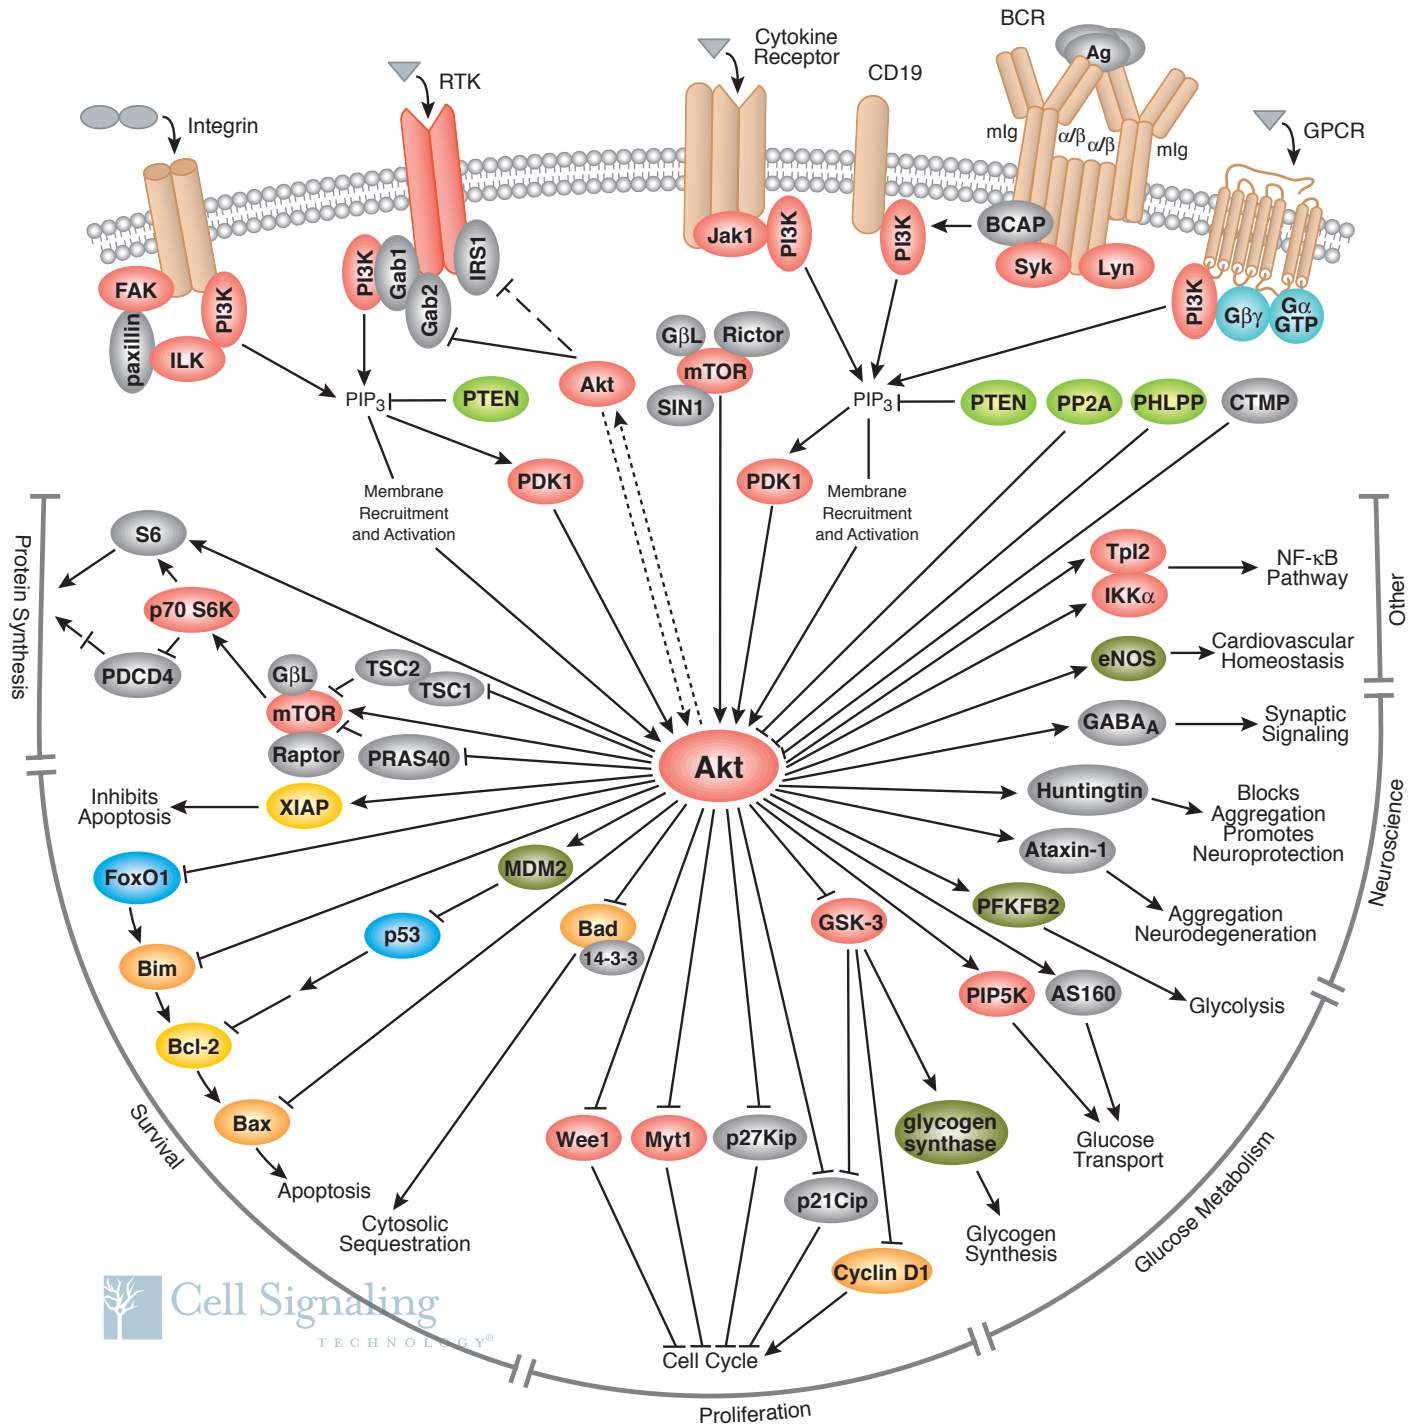 BCR
Cytokine
Receptor
Ag
CD19
RTK
Integrin
mIg
α/β
α/β
mIg
GPCR
FAK
paxillin
ILK
PI3K
PI3K
Gab1
Gab2
IRS1
Jak1
PI3K
PI3K
BCAP
Syk
Lyn
PI3K
Gβγ
Gα
GTP
GβL
Rictor
mTOR
SIN1
Akt
PIP3
PTEN
PIP3
PTEN
PP2A
PHLPP
CTMP
PDK1
PDK1
Membrane
Recruitment
and Activation
Membrane
Recruitment
and Activation
Protein Synthesis
S6
p70 S6K
PDCD4
GβL
mTOR
Raptor
TSC2
TSC1
PRAS40
Akt
Tpl2
IKKα
NF-κB
Pathway
Other
eNOS
Cardiovascular
Homeostasis
GABAA
Synaptic
Signaling
Huntingtin
Blocks
Aggregation
Promotes
Neuroprotection
Neuroscience
Ataxin-1
Aggregation
Neurodegeneration
PFKFB2
Glycolysis
Inhibits
Apoptosis
XIAP
FoxO1
MDM2
p53
Bim
Bcl-2
Bax
Apoptosis
Survival
Bad
14-3-3
Cytosolic
Sequestration
GSK-3
PIP5K
AS160
Glucose
Transport
Glucose Metabolism
Wee1
Myt1
p27Kip
p21Cip
glycogen
synthase
Glycogen
Synthesis
Cyclin D1
Cell Cycle
Proliferation
Cell Signaling
TECHNOLOGY®